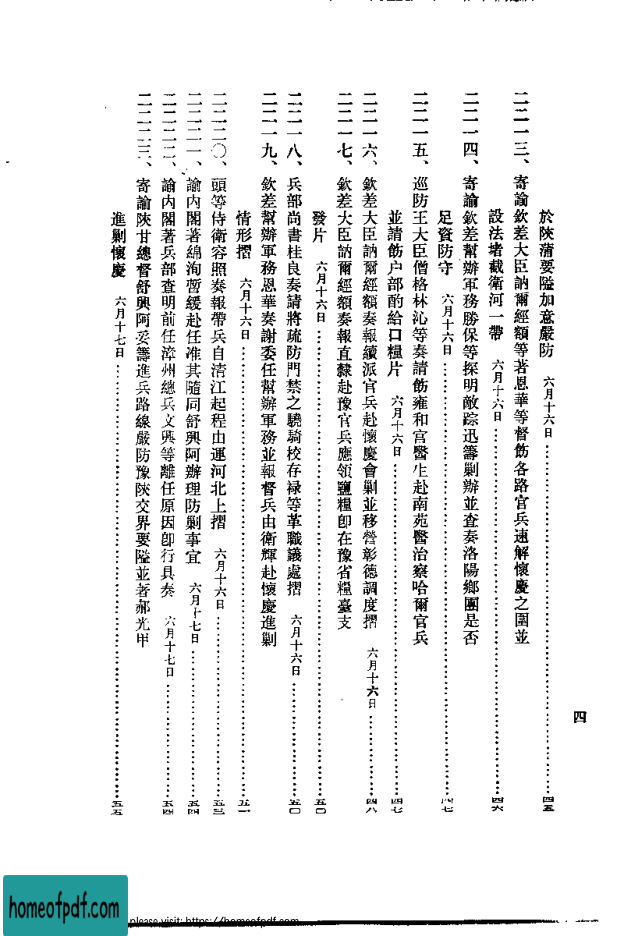 於陝蒲要隘加意嚴防 六月十六日……四五
二二一三、寄諭欽差大臣訥爾經額等著恩華等督飭各路官兵速解懷慶之圍並
設法堵截衛河一帶 六月十六日……四六
二二一四、寄諭欽差幫辦軍務勝保等探明敵踪迅籌剿辦並查奏洛陽鄉團是否
足資防守 六月十六日……四七
二二一五、巡防王大臣僧格林沁等奏請飭雍和宮醫生赴南苑醫治察哈爾官兵
並請飭户部酌給口糧片 六月十六日……四七
二二一六、欽差大臣訥爾經額奏報續派官兵赴懷慶會剿並移營彰德調度摺 六月十六日……四八
二二一七、欽差大臣訥爾經額奏報直隸赴豫官兵應領鹽糧卽在豫省糧臺支
發片 六月十六日……五〇
二二一八、兵部尚書桂良奏請將疏防門禁之驍騎校存禄等革職議處摺 六月十六日……五〇
二二一九、欽差幫辦軍務恩華奏謝委任幫辦軍務並報督兵由衛輝赴懷慶進剿
情形摺 六月十六日……五一
二二二〇、頭等侍衛容照奏報帶兵自清江起程由運河北上摺 六月十六日……五三
二二二一、諭内閣著綿洵暫緩赴任准其隨同舒興阿辦理防剿事宜 六月十七日……五四
二二二二、諭内閣著兵部查明前任漳州總兵文興等離任原因卽行具奏 六月十七日……五四
二二二三、寄諭陝甘總督舒興阿妥籌進兵路線嚴防豫陝交界要隘並著郝光甲
進剿懷慶 六月十七日……五五
四
homeofpdf.com
please visit: https://homeofpdf.com